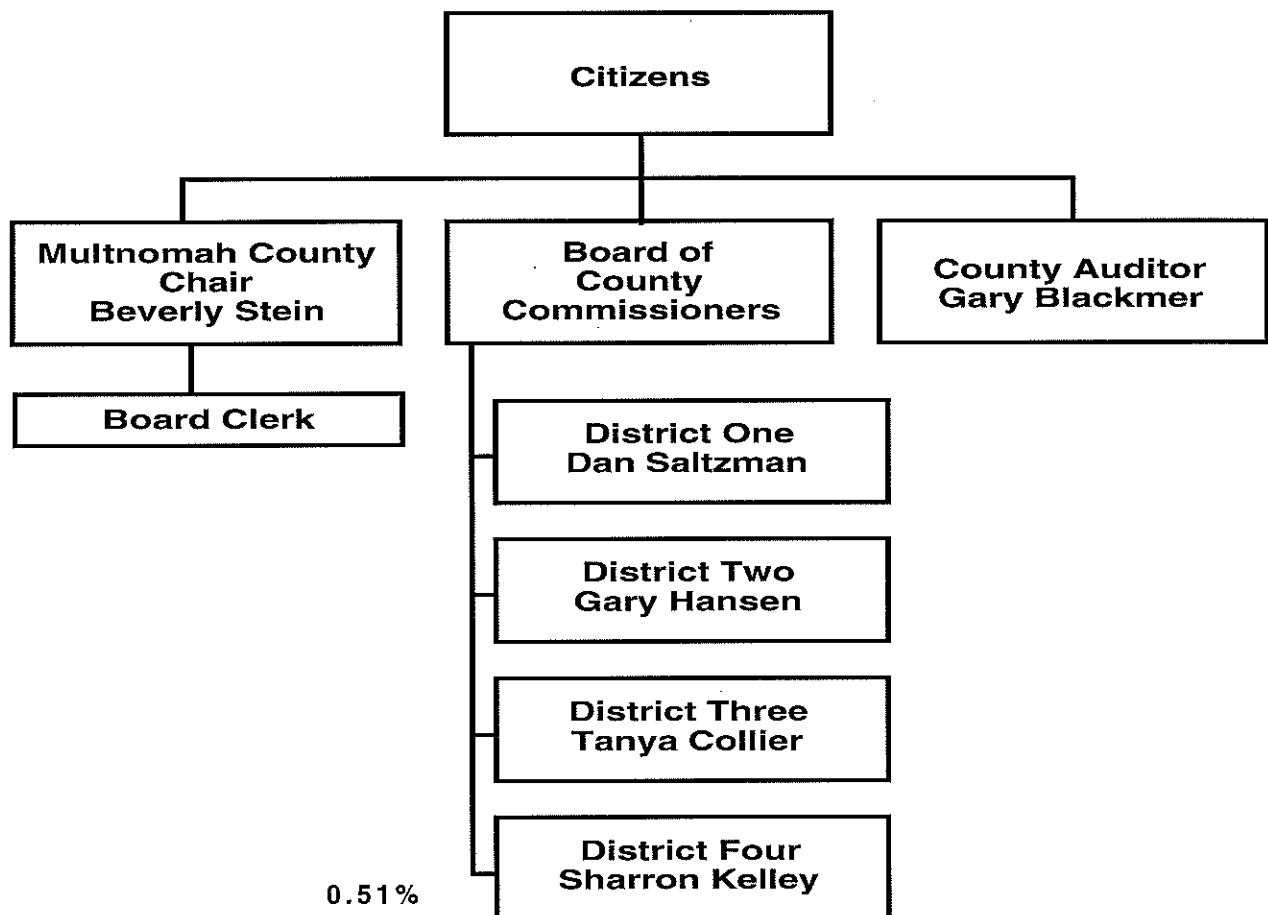 Citizens
Multnomah County
Chair
Beverly Stein
Board of
County
Commissioners
County Auditor
Gary Blackmer
Board Clerk
District One
Dan Saltzman
District Two
Gary Hansen
District Three
Tanya Collier
District Four
Sharron Kelley
0.51%